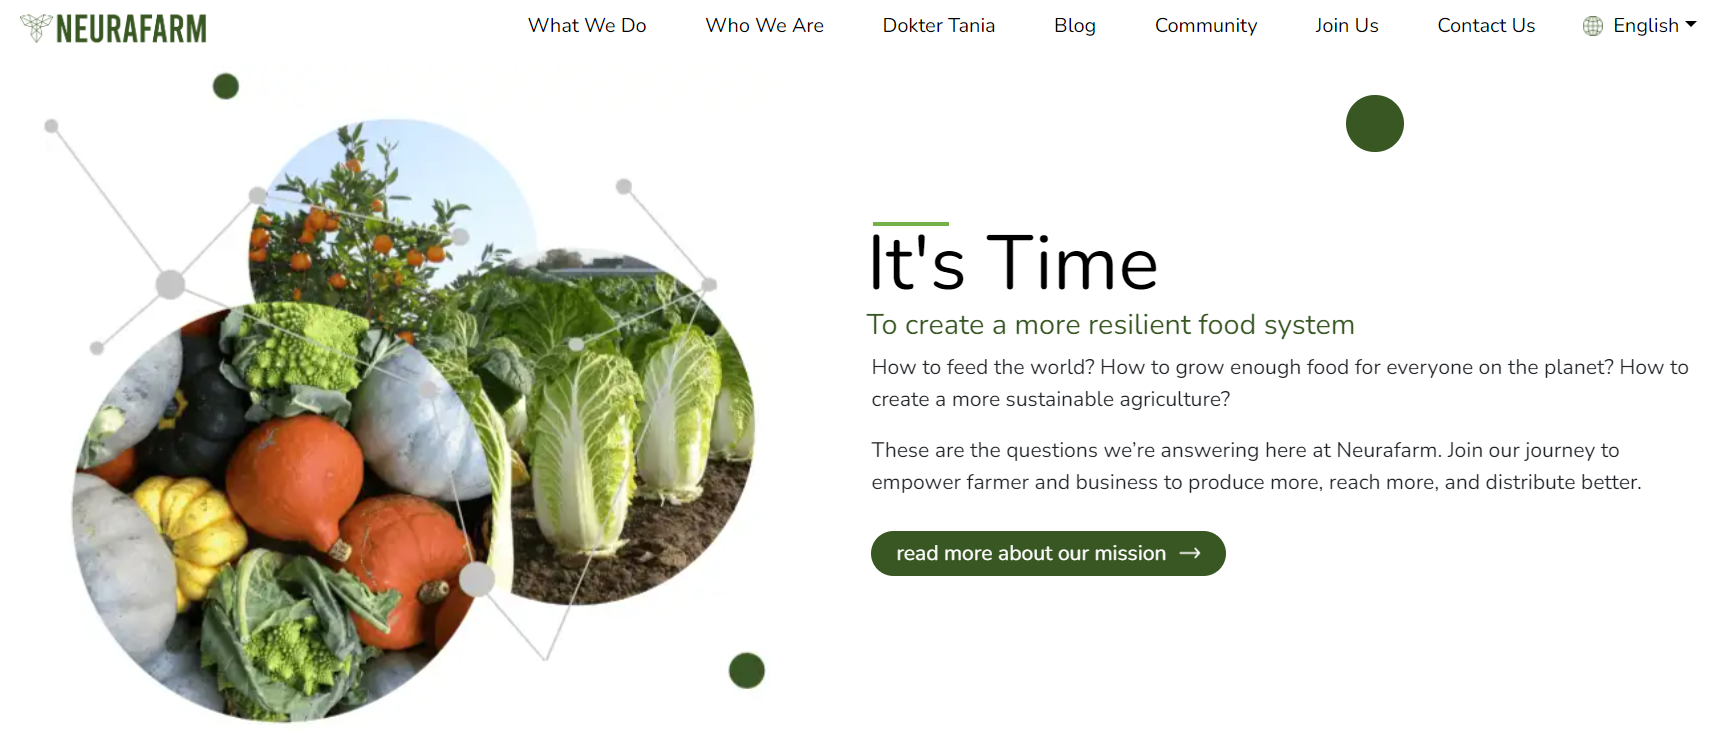 NEURAFARM
What We Do
Who We Are
Dokter Tania
Blog
Community
Join Us
Contact Us
English
It's Time
To create a more resilient food system
How to feed the world? How to grow enough food for everyone on the planet? How to
create a more sustainable agriculture?
These are the questions we’re answering here at Neurafarm. Join our journey to
empower farmer and business to produce more, reach more, and distribute better.
read more about our mission →